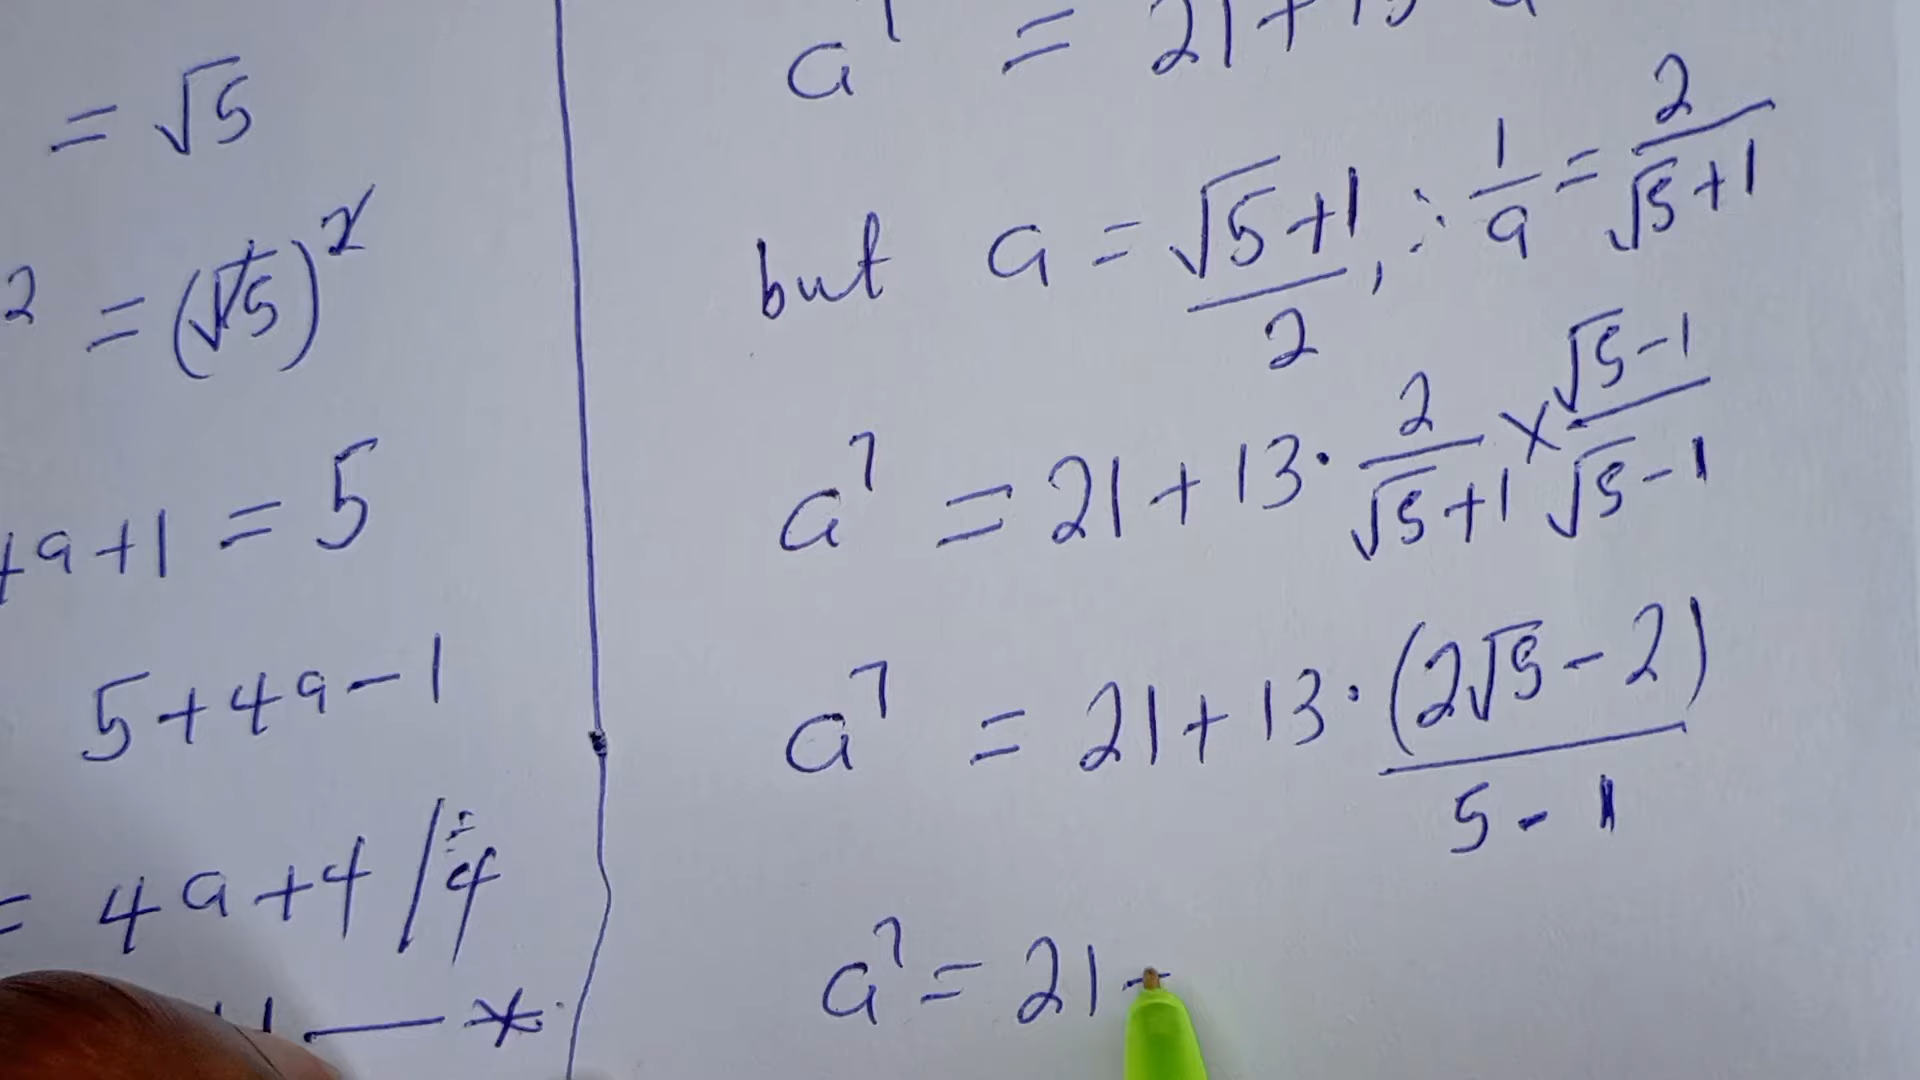 = √5
2 = (√5)^2
4a+1 = 5
5+4a-1
= 4a+4/4
a^7 = 21+13
but a = (√5+1)/2, ∴ 1/a = 2/(√5+1)
a^7 = 21+13·2/(√5+1) × (√5-1)/(√5-1)
a^7 = 21+13·(2√5-2)/(5-1)
a^7 = 21